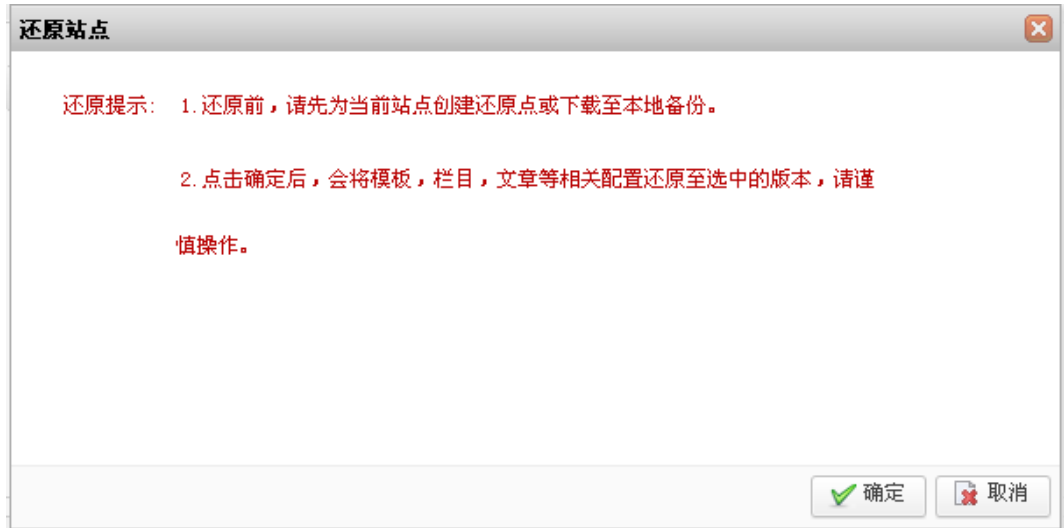 还原站点
还原提示: 1.还原前，请先为当前站点创建还原点或下载至本地备份。
2.点击确定后，会将模板，栏目，文章等相关配置还原至选中的版本，请谨
慎操作。
确定 取消